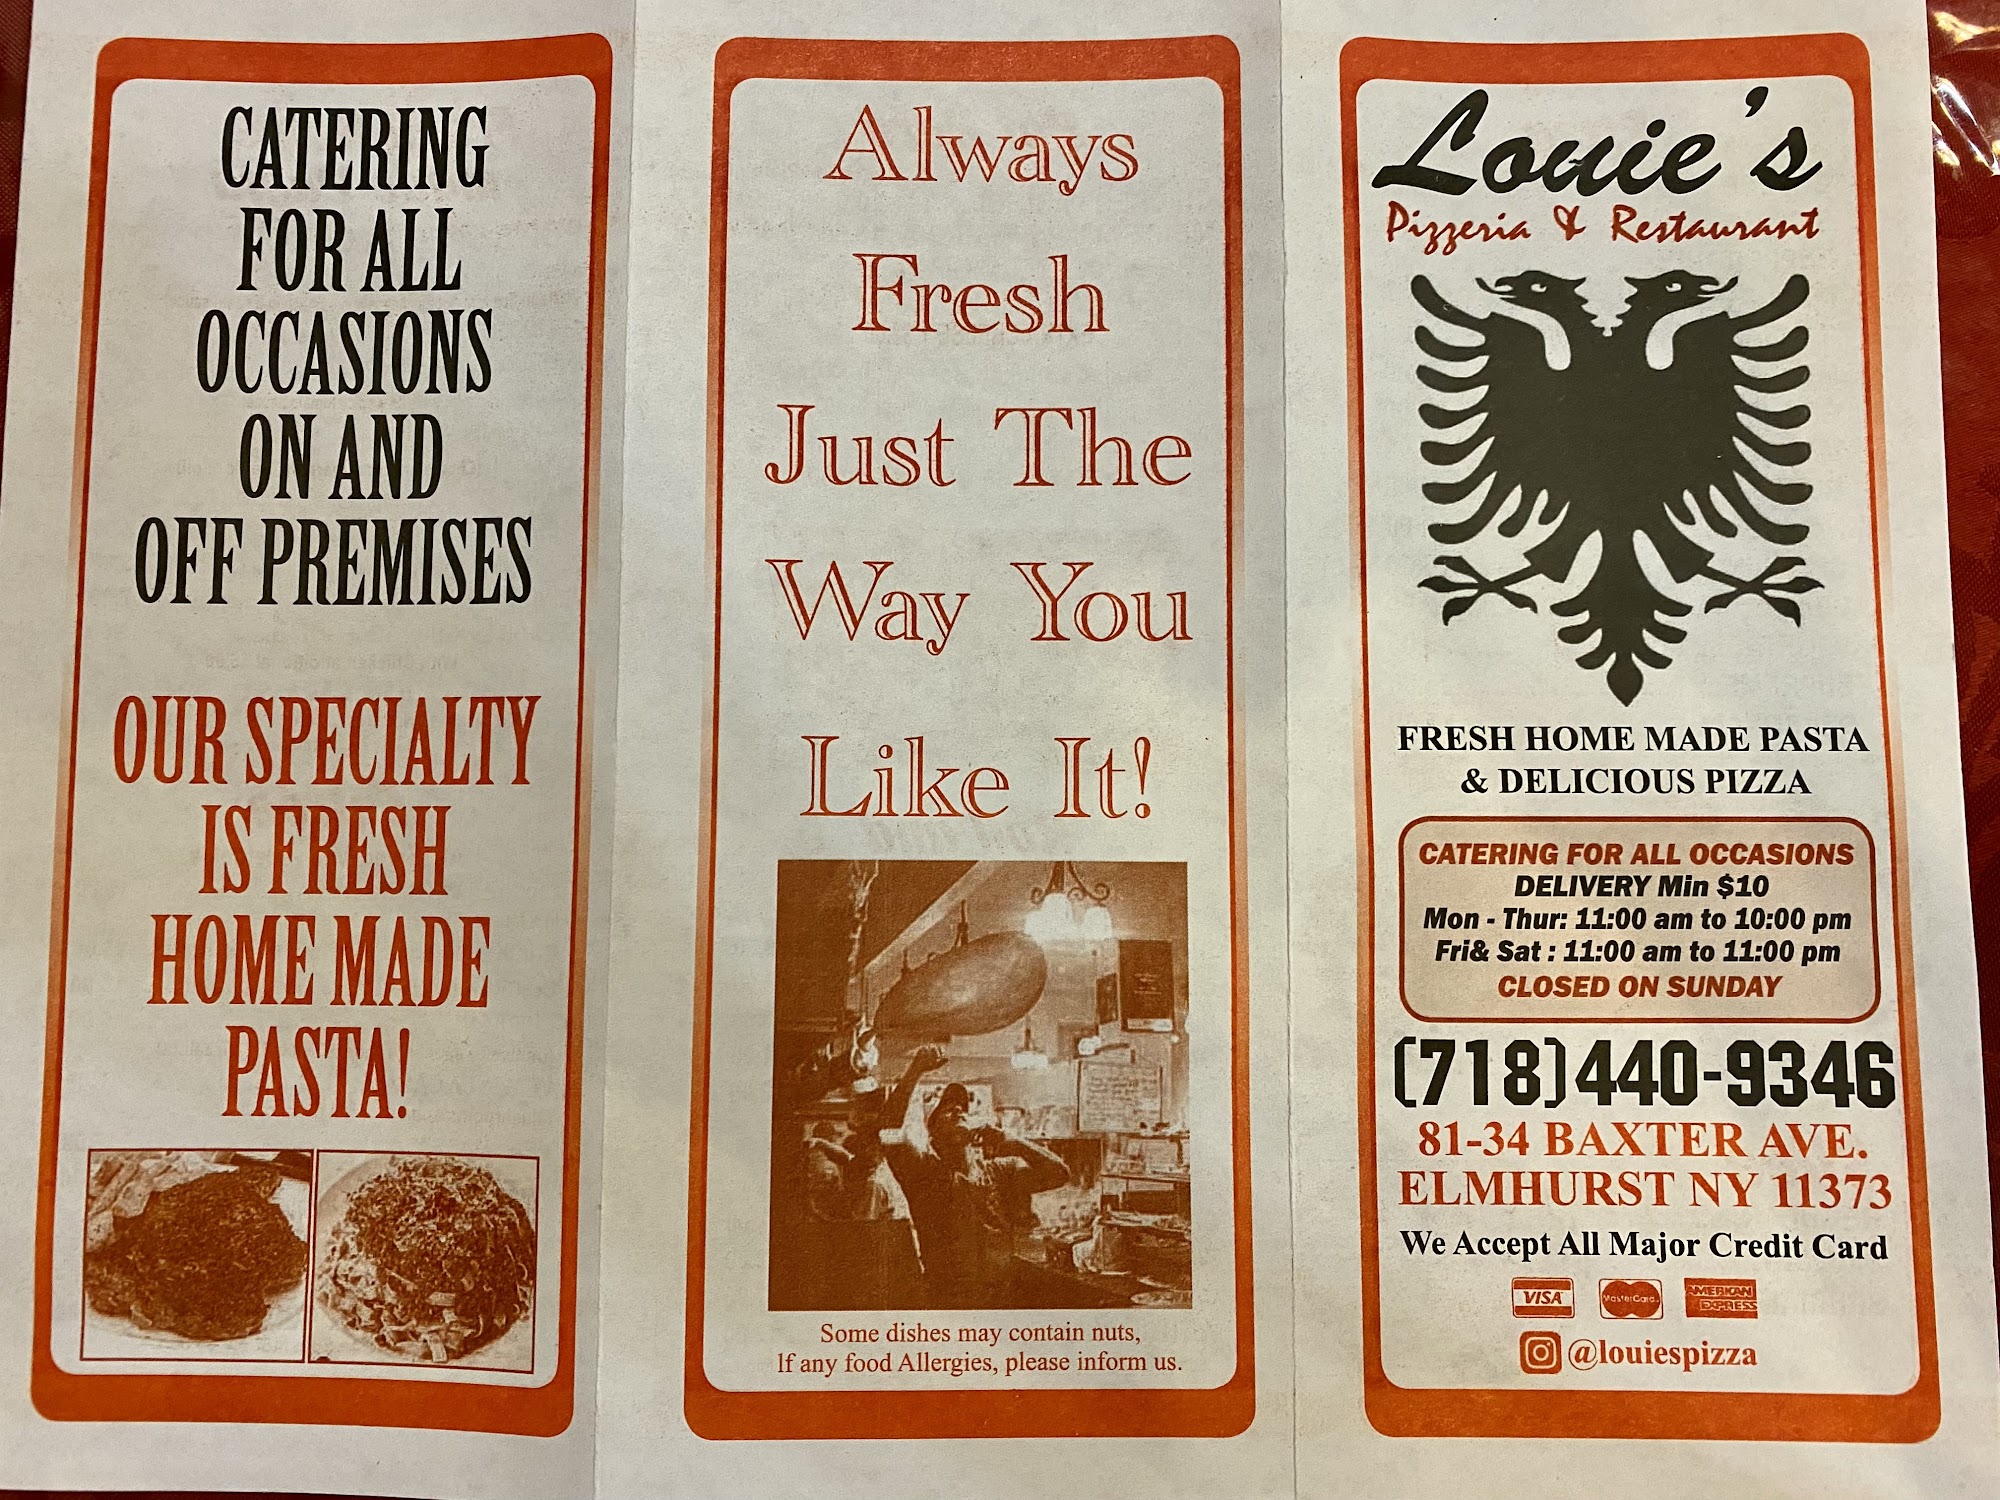 CATERING
FOR ALL
OCCASIONS
ON AND
OFF PREMISES
OUR SPECIALTY
IS FRESH
HOME MADE
PASTA!
Always
Fresh
Just The
Way You
Like It!
Some dishes may contain nuts,
If any food Allergies, please inform us.
Louie's
Pizzeria & Restaurant
FRESH HOME MADE PASTA
& DELICIOUS PIZZA
CATERING FOR ALL OCCASIONS
DELIVERY Min $10
Mon - Thur: 11:00 am to 10:00 pm
Fri& Sat : 11:00 am to 11:00 pm
CLOSED ON SUNDAY
(718)440-9346
81-34 BAXTER AVE.
ELMHURST NY 11373
We Accept All Major Credit Card
VISA MasterCard AMERICAN EXPRESS
@louiespizza